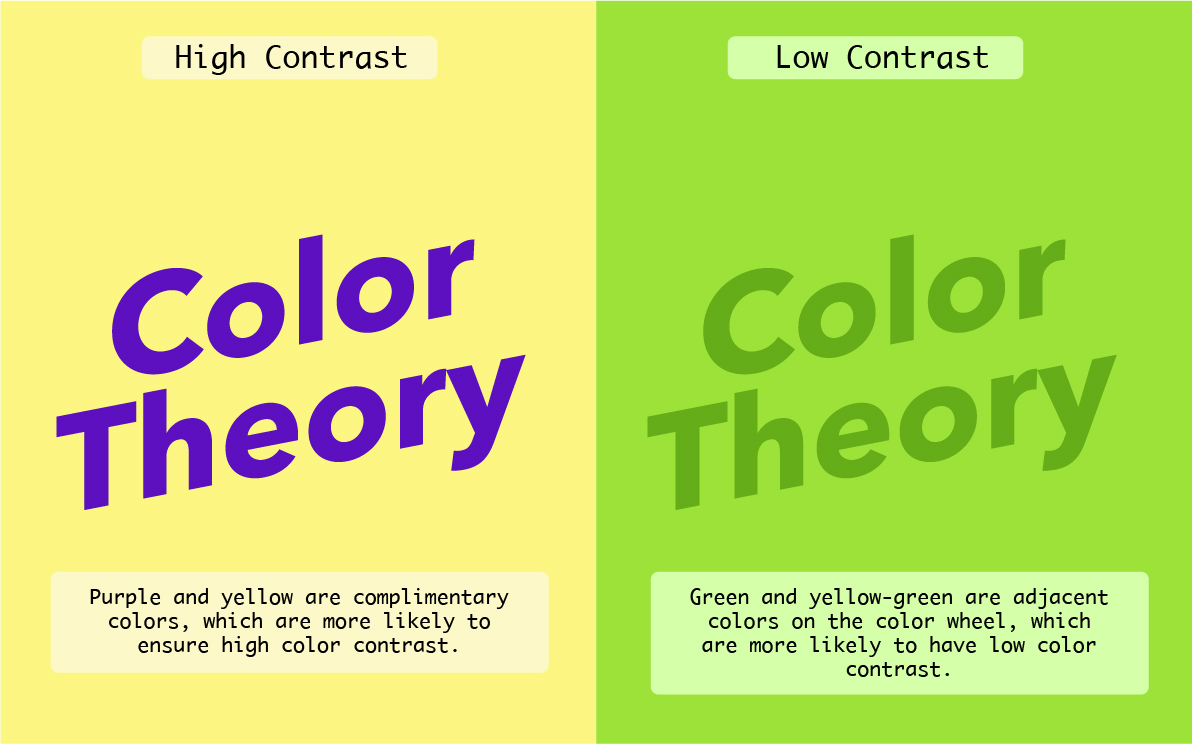 High Contrast
Color
Theory
Purple and yellow are complimentary
colors, which are more likely to
ensure high color contrast.
Low Contrast
Color
Theory
Green and yellow-green are adjacent
colors on the color wheel, which
are more likely to have low color
contrast.